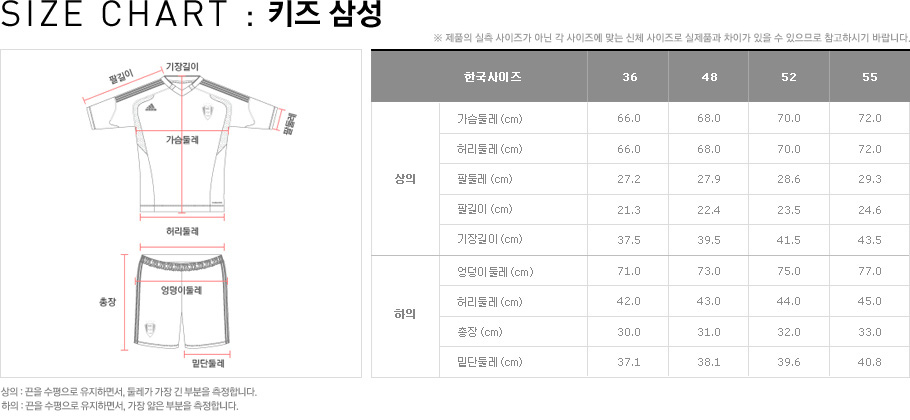 SIZE CHART : 키즈 삼성
※ 제품의 실측 사이즈가 아닌 각 사이즈에 맞는 신체 사이즈로 실제품과 차이가 있을 수 있으므로 참고하시기 바랍니다.
팔길이
기장길이
팔둘레
adidas
가슴둘레
허리둘레
총장
엉덩이둘레
밑단둘레
한국사이즈 36 48 52 55
상의
가슴둘레 (cm) 66.0 68.0 70.0 72.0
허리둘레 (cm) 66.0 68.0 70.0 72.0
팔둘레 (cm) 27.2 27.9 28.6 29.3
팔길이 (cm) 21.3 22.4 23.5 24.6
기장길이 (cm) 37.5 39.5 41.5 43.5
하의
엉덩이둘레 (cm) 71.0 73.0 75.0 77.0
허리둘레 (cm) 42.0 43.0 44.0 45.0
총장 (cm) 30.0 31.0 32.0 33.0
밑단둘레 (cm) 37.1 38.1 39.6 40.8
상의 : 끈을 수평으로 유지하면서, 둘레가 가장 긴 부분을 측정합니다.
하의 : 끈을 수평으로 유지하면서, 가장 얇은 부분을 측정합니다.